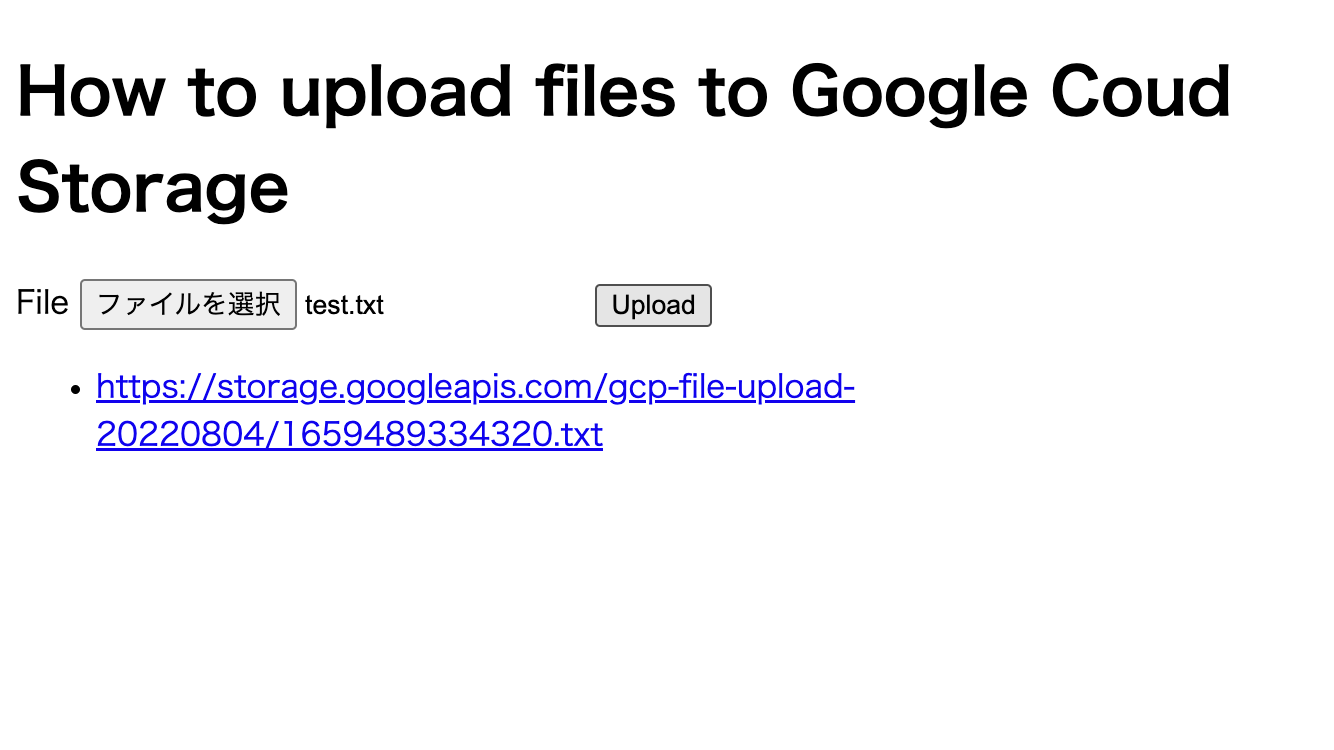 How to upload files to Google Coud
Storage
File ファイルを選択 test.txt Upload
https://storage.googleapis.com/gcp-file-upload-
20220804/1659489334320.txt